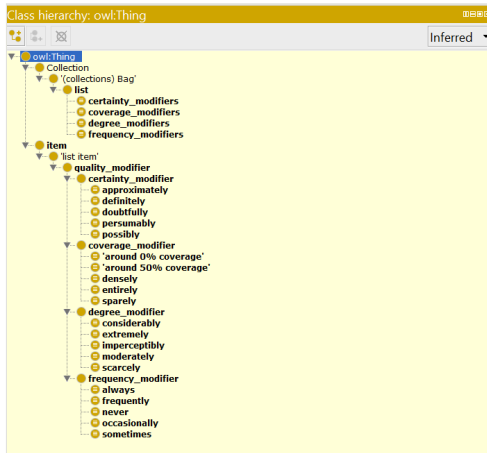 Class hierarchy: owl:Thing
Inferred
owl:Thing
Collection
'(collections) Bag'
list
certainty_modifiers
coverage_modifiers
degree_modifiers
frequency_modifiers
item
'list item'
quality_modifier
certainty_modifier
approximately
definitely
doubtfully
persumably
possibly
coverage_modifier
'around 0% coverage'
'around 50% coverage'
densely
entirely
sparely
degree_modifier
considerably
extremely
imperceptibly
moderately
scarcely
frequency_modifier
always
frequently
never
occasionally
sometimes